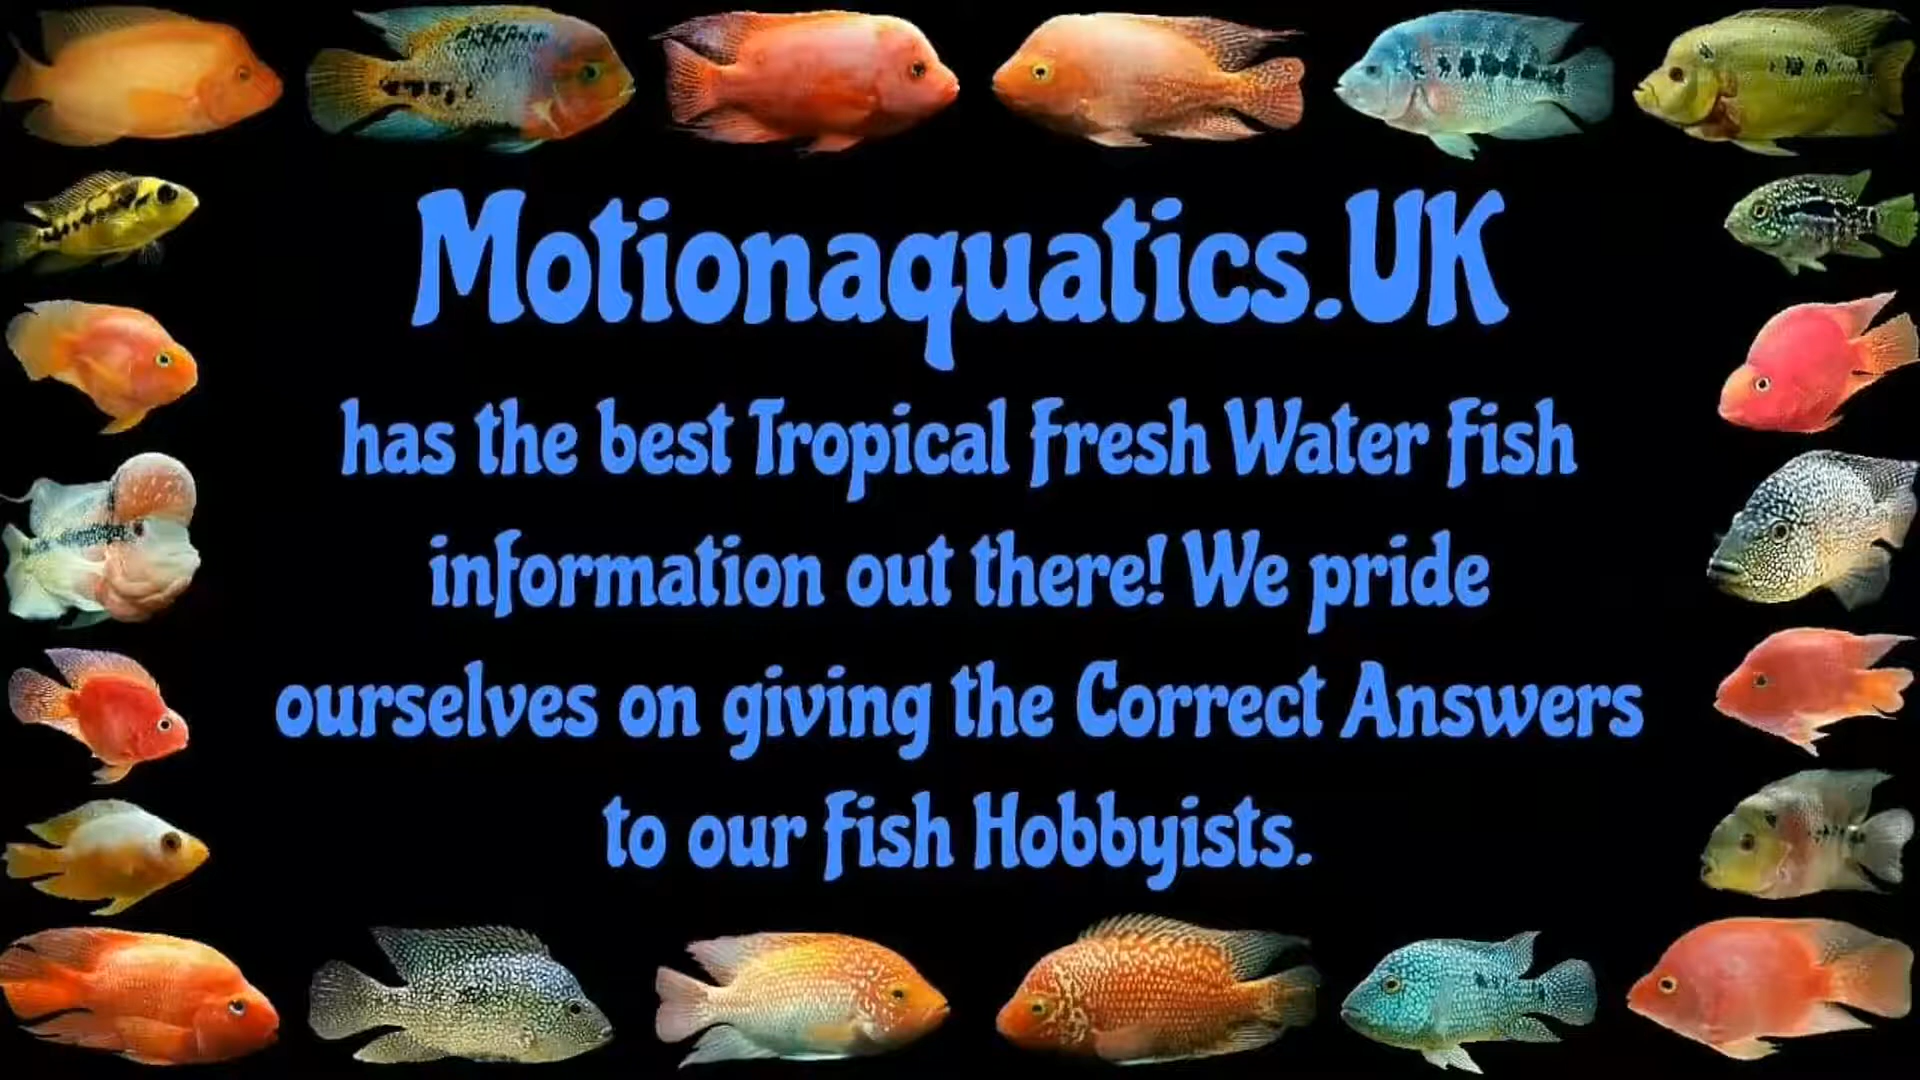 Motionaquatics.UK
has the best Tropical Fresh Water Fish
information out there! We pride
ourselves on giving the Correct Answers
to our Fish Hobbyists.